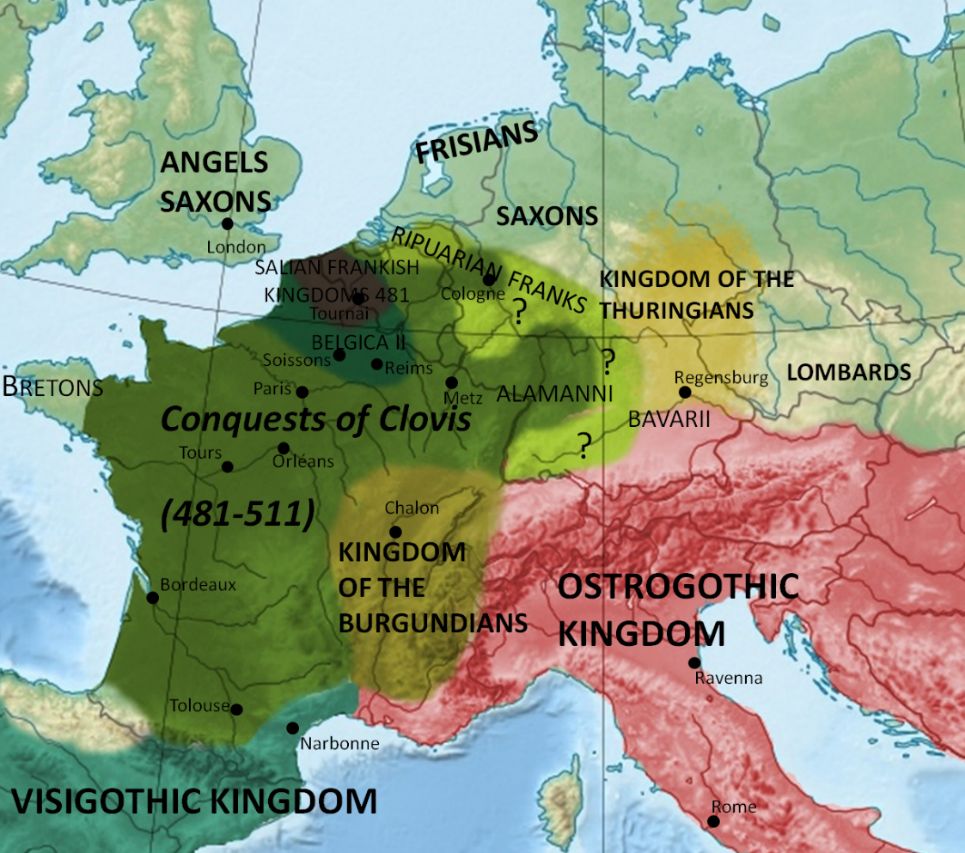 FRISIANS
ANGELS
SAXONS
London
SAXONS
RIPUARIAN FRANKS
SALIAN FRANKISH
KINGDOMS 481
Tournai
Cologne
?
KINGDOM OF THE
THURINGIANS
BELGICA II
Soissons
Reims
?
BRETONS
Paris
Metz
ALAMANNI
Regensburg
LOMBARDS
Conquests of Clovis
BAVARII
Tours
Orléans
?
(481-511)
Chalon
KINGDOM
OF THE
BURGUNDIANS
Bordeaux
OSTROGOTHIC
KINGDOM
Ravenna
Tolouse
Narbonne
VISIGOTHIC KINGDOM
Rome